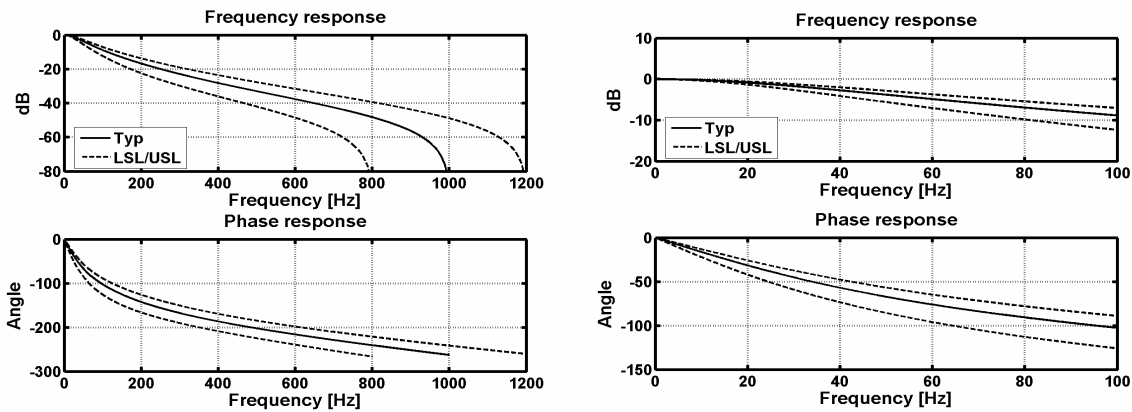 Frequency response
0
-20
-40
-60
-80
dB
Typ
LSL/USL
0 200 400 600 800 1000 1200
Frequency [Hz]
Phase response
0
-100
-200
-300
Angle
0 200 400 600 800 1000 1200
Frequency [Hz]
Frequency response
10
0
-10
-20
dB
Typ
LSL/USL
0 20 40 60 80 100
Frequency [Hz]
Phase response
0
-50
-100
-150
Angle
0 20 40 60 80 100
Frequency [Hz]